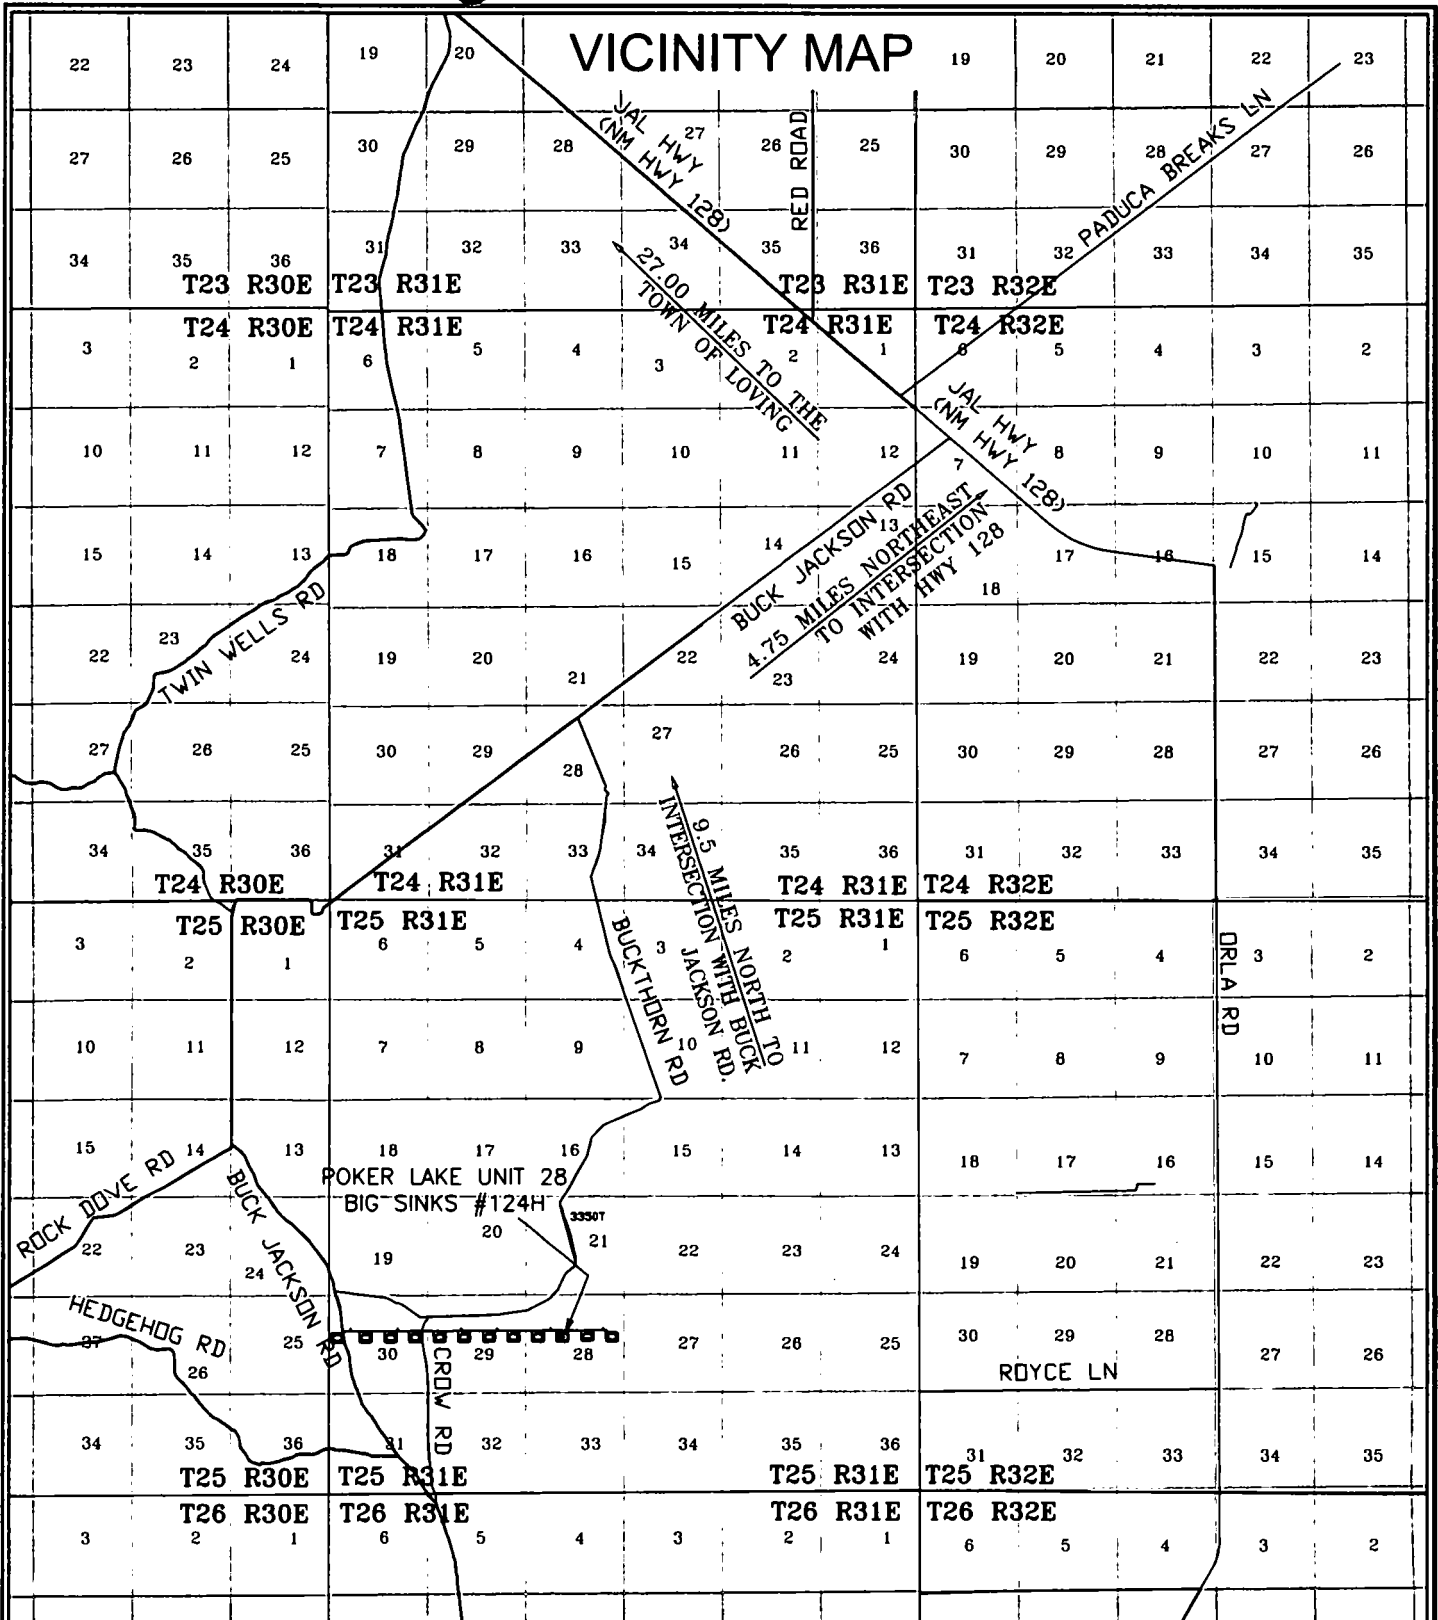 VICINITY MAP
22 23 24 19 20 19 20 21 22 23
JAL HWY
(NM HWY 128)
RED ROAD
PADUCA BREAKS LN
27 26 25 30 29 28 27 26 25 30 29 28 27 26
34 35 36 31 32 33 34 35 36 31 32 33 34 35
T23 R30E T23 R31E T23 R31E T23 R32E
27.00 MILES TO THE
TOWN OF LOVING
T24 R30E T24 R31E T24 R31E T24 R32E
3 2 1 6 5 4 3 2 1 6 5 4 3 2
JAL HWY
(NM HWY 128)
10 11 12 7 8 9 10 11 12 7 8 9 10 11
BUCK JACKSON RD
4.75 MILES NORTHEAST
TO INTERSECTION
WITH HWY 128
15 14 13 18 17 16 15 14 13 18 17 16 15 14
TWIN WELLS RD
22 23 24 19 20 21 22 23 24 19 20 21 22 23
27 26 25 30 29 28 27 26 25 30 29 28 27 26
34 35 36 31 32 33 34 35 36 31 32 33 34 35
9.5 MILES NORTH TO
INTERSECTION WITH BUCK
JACKSON RD.
T24 R30E T24 R31E T24 R31E T24 R32E
T25 R30E T25 R31E T25 R31E T25 R32E
BUCKTHORN RD
ORLA RD
3 2 1 6 5 4 3 2 1 6 5 4 3 2
10 11 12 7 8 9 10 11 12 7 8 9 10 11
15 14 13 18 17 16 15 14 13 18 17 16 15 14
ROCK DOVE RD
BUCK JACKSON RD
POKER LAKE UNIT 28
BIG SINKS #124H
3350T
22 23 24 19 20 21 22 23 24 19 20 21 22 23
HEDGEHOG RD
27 26 25 30 29 28 27 26 25 30 29 28 27 26
CROW RD
ROYCE LN
34 35 36 31 32 33 34 35 36 31 32 33 34 35
T25 R30E T25 R31E T25 R31E T25 R32E
T26 R30E T26 R31E T26 R31E T26 R32E
3 2 1 6 5 4 3 2 1 6 5 4 3 2